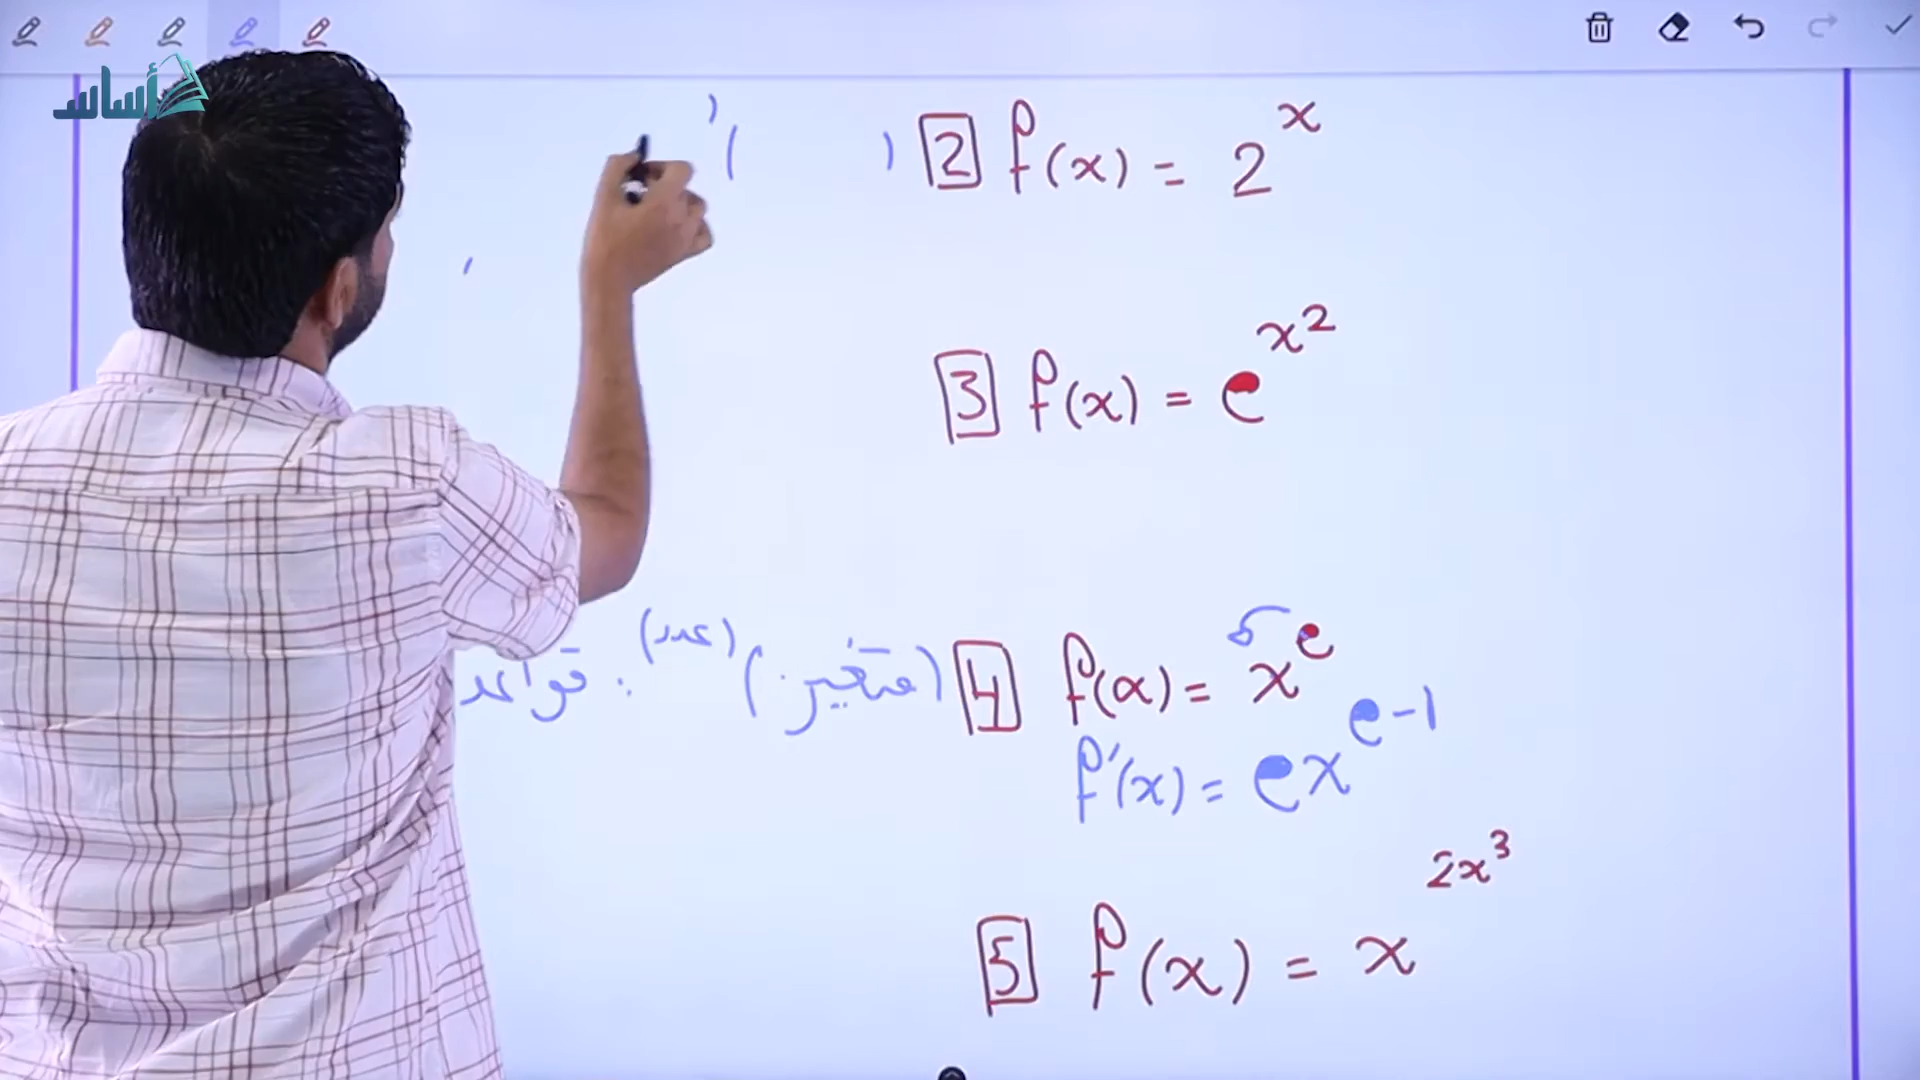 أساس
[2] f(x) = 2^x
( )'
[3] f(x) = e^{x^2}
[4] f(x) = x^e
(متغير)^(عدد) : قواعد
f'(x) = ex^{e-1}
[5] f(x) = x^{2x^3}